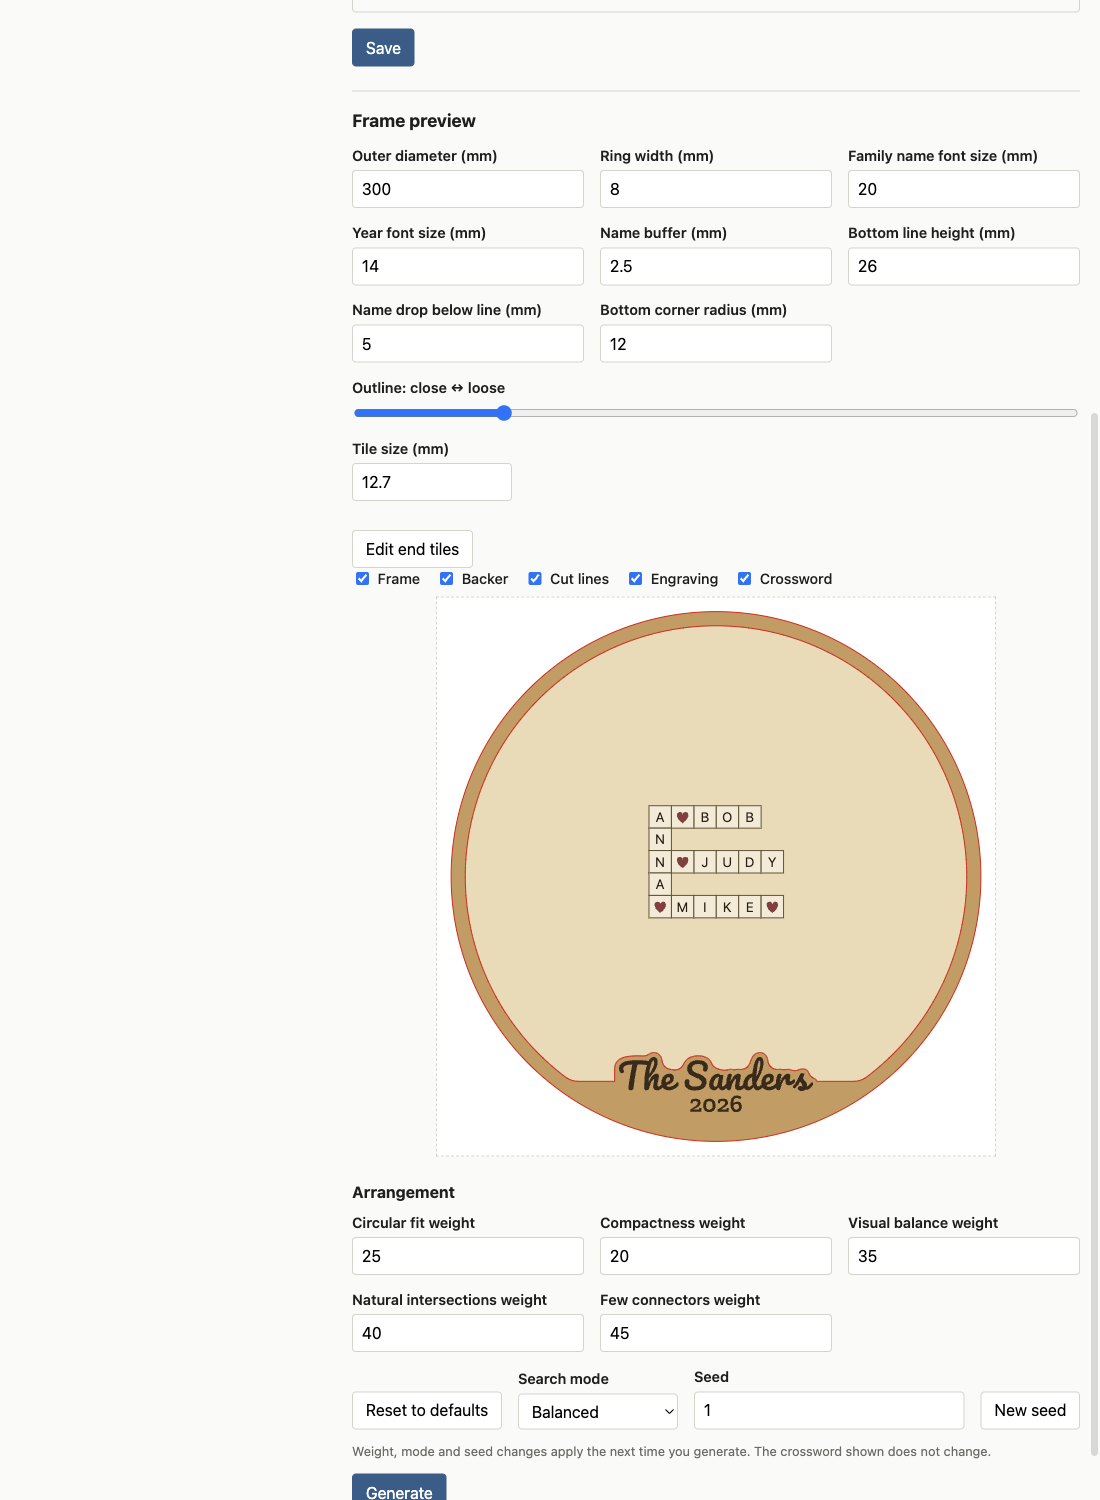 Save
Frame preview
Outer diameter (mm) Ring width (mm) Family name font size (mm)
300 8 20
Year font size (mm) Name buffer (mm) Bottom line height (mm)
14 2.5 26
Name drop below line (mm) Bottom corner radius (mm)
5 12
Outline: close ↔ loose
Tile size (mm)
12.7
Edit end tiles
Frame Backer Cut lines Engraving Crossword
A ♥ B O B
N
N ♥ J U D Y
A
♥ M I K E ♥
The Sanders
2026
Arrangement
Circular fit weight Compactness weight Visual balance weight
25 20 35
Natural intersections weight Few connectors weight
40 45
Search mode Seed
Reset to defaults Balanced 1 New seed
Weight, mode and seed changes apply the next time you generate. The crossword shown does not change.
Generate